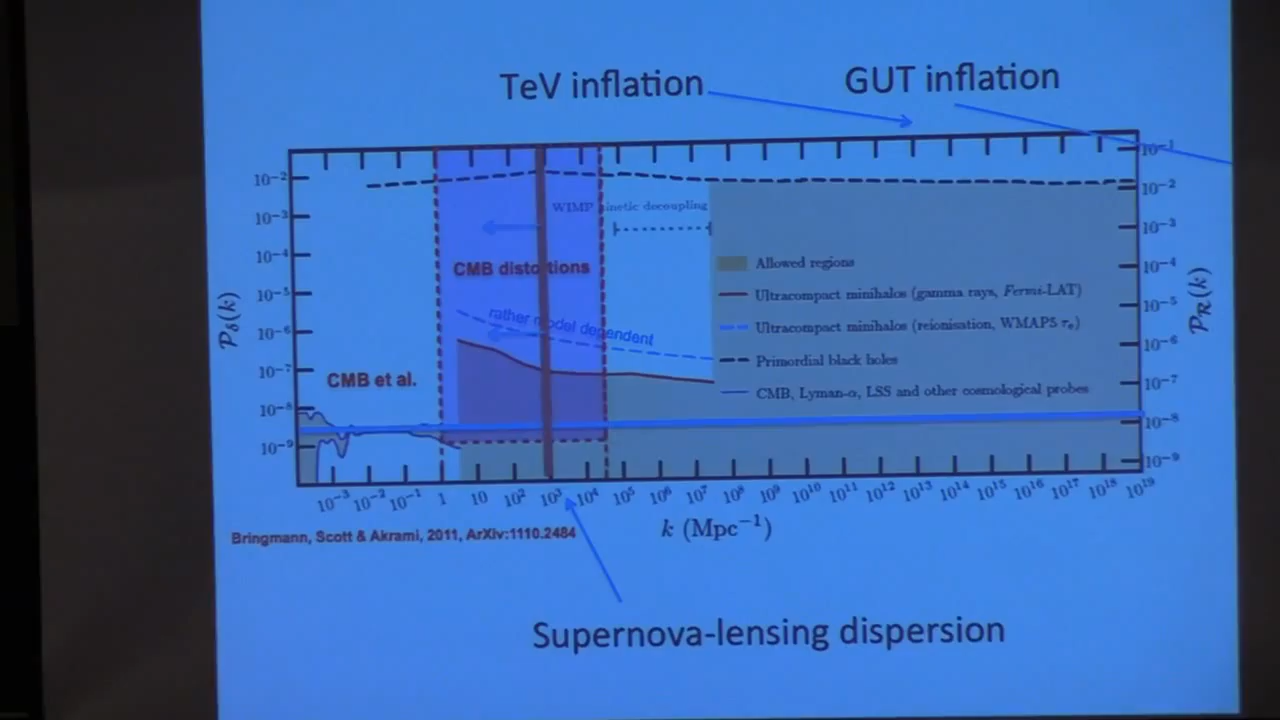 TeV inflation
GUT inflation
10⁻¹
10⁻²
10⁻³
10⁻⁴
10⁻⁵
10⁻⁶
10⁻⁷
10⁻⁸
10⁻⁹
P_δ(k)
10⁻²
10⁻³
10⁻⁴
10⁻⁵
10⁻⁶
10⁻⁷
10⁻⁸
10⁻⁹
P_R(k)
WIMP kinetic decoupling
CMB distortions
rather model dependent
CMB et al.
Allowed regions
Ultracompact minihalos (gamma rays, Fermi-LAT)
Ultracompact minihalos (reionisation, WMAP5 τₑ)
Primordial black holes
CMB, Lyman-α, LSS and other cosmological probes
10⁻³ 10⁻² 10⁻¹ 1 10 10² 10³ 10⁴ 10⁵ 10⁶ 10⁷ 10⁸ 10⁹ 10¹⁰ 10¹¹ 10¹² 10¹³ 10¹⁴ 10¹⁵ 10¹⁶ 10¹⁷ 10¹⁸ 10¹⁹
k (Mpc⁻¹)
Bringmann, Scott & Akrami, 2011, ArXiv:1110.2484
Supernova-lensing dispersion